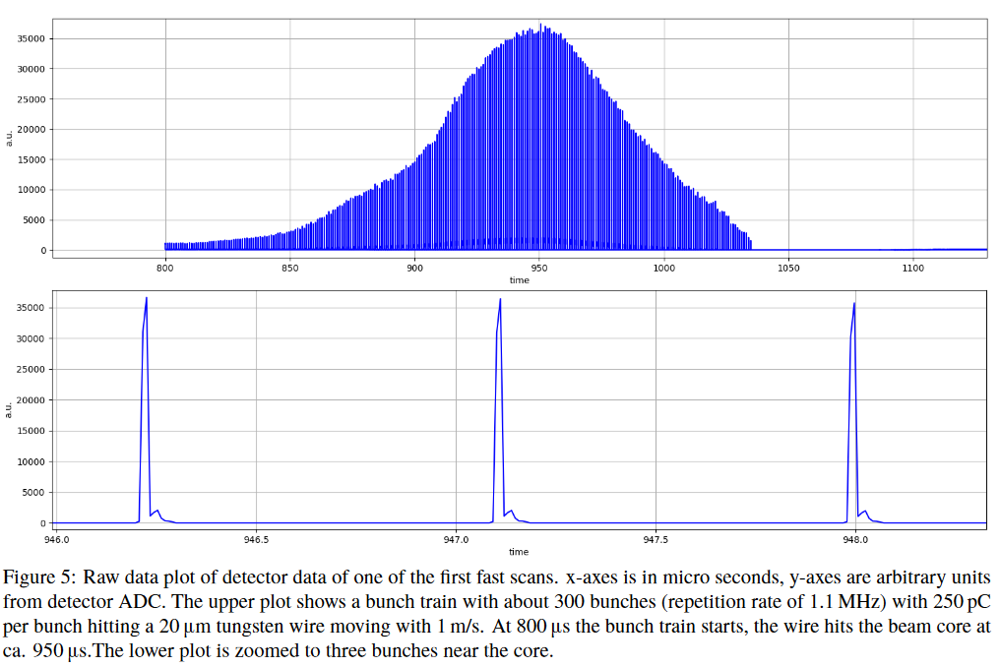 35000
30000
25000
20000
15000
10000
5000
0
a.u.
800 850 900 950 1000 1050 1100
time
35000
30000
25000
20000
15000
10000
5000
0
a.u.
946.0 946.5 947.0 947.5 948.0
time
Figure 5: Raw data plot of detector data of one of the first fast scans. x-axes is in micro seconds, y-axes are arbitrary units
from detector ADC. The upper plot shows a bunch train with about 300 bunches (repetition rate of 1.1 MHz) with 250 pC
per bunch hitting a 20 µm tungsten wire moving with 1 m/s. At 800 µs the bunch train starts, the wire hits the beam core at
ca. 950 µs.The lower plot is zoomed to three bunches near the core.